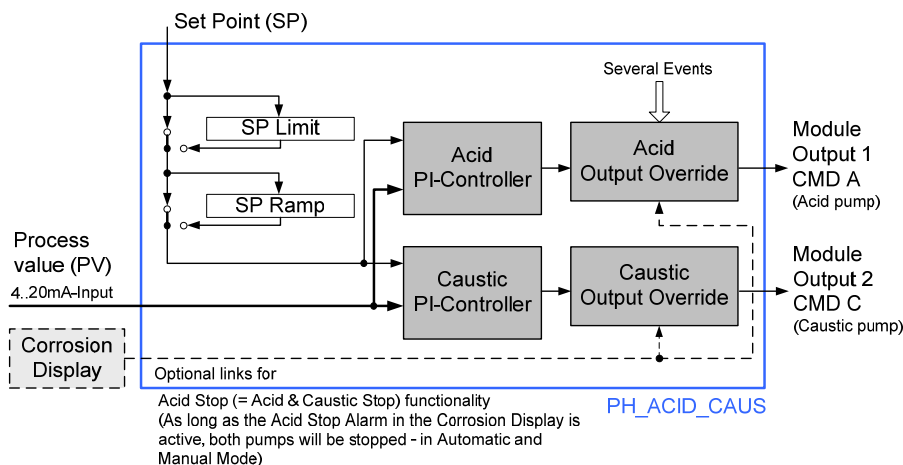 Set Point (SP)
Several Events
SP Limit
SP Ramp
Acid
PI-Controller
Acid
Output Override
Module
Output 1
CMD A
(Acid pump)
Process
value (PV)
4..20mA-Input
Caustic
PI-Controller
Caustic
Output Override
Module
Output 2
CMD C
(Caustic pump)
Corrosion
Display
Optional links for
Acid Stop (= Acid & Caustic Stop) functionality
(As long as the Acid Stop Alarm in the Corrosion Display is
active, both pumps will be stopped - in Automatic and
Manual Mode)
PH_ACID_CAUS